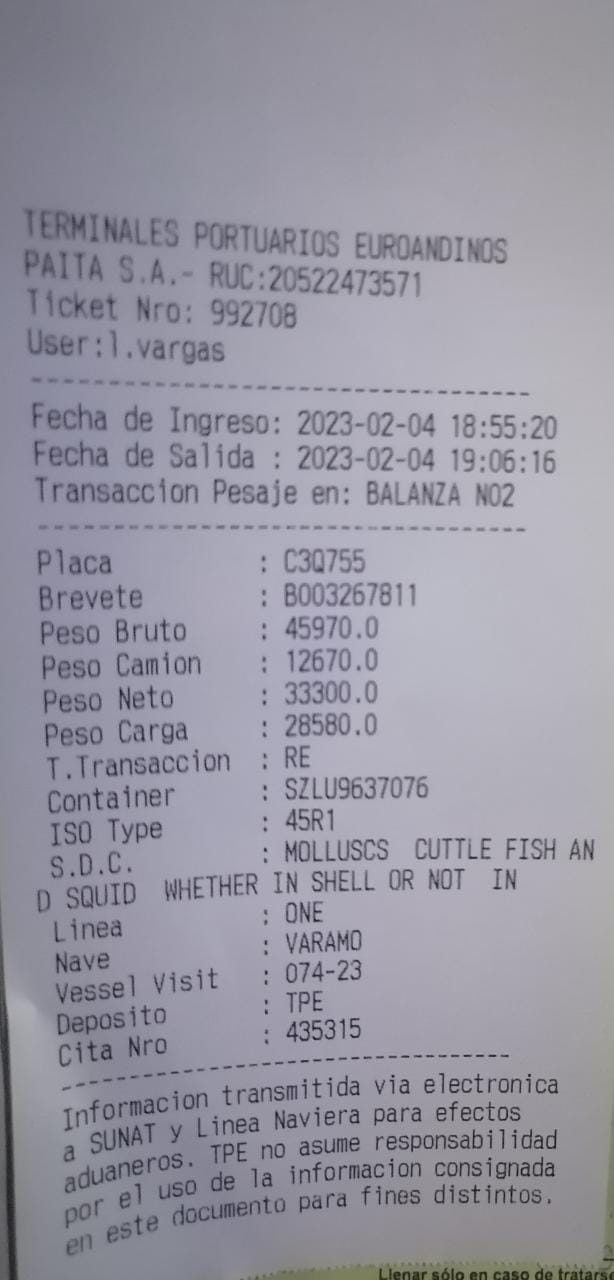 TERMINALES PORTUARIOS EUROANDINOS
PAITA S.A.- RUC:20522473571
Ticket Nro: 992708
User:l.vargas
--------------------------------
Fecha de Ingreso: 2023-02-04 18:55:20
Fecha de Salida : 2023-02-04 19:06:16
Transaccion Pesaje en: BALANZA NO2
--------------------------------
Placa : C3Q755
Brevete : B003267811
Peso Bruto : 45970.0
Peso Camion : 12670.0
Peso Neto : 33300.0
Peso Carga : 28580.0
T.Transaccion : RE
Container : SZLU9637076
ISO Type : 45R1
S.D.C. : MOLLUSCS CUTTLE FISH AN
D SQUID WHETHER IN SHELL OR NOT IN
Linea : ONE
Nave : VARAMO
Vessel Visit : 074-23
Deposito : TPE
Cita Nro : 435315
--------------------------------
Informacion transmitida via electronica
a SUNAT y Linea Naviera para efectos
aduaneros. TPE no asume responsabilidad
por el uso de la informacion consignada
en este documento para fines distintos.
Llenar sólo en caso de